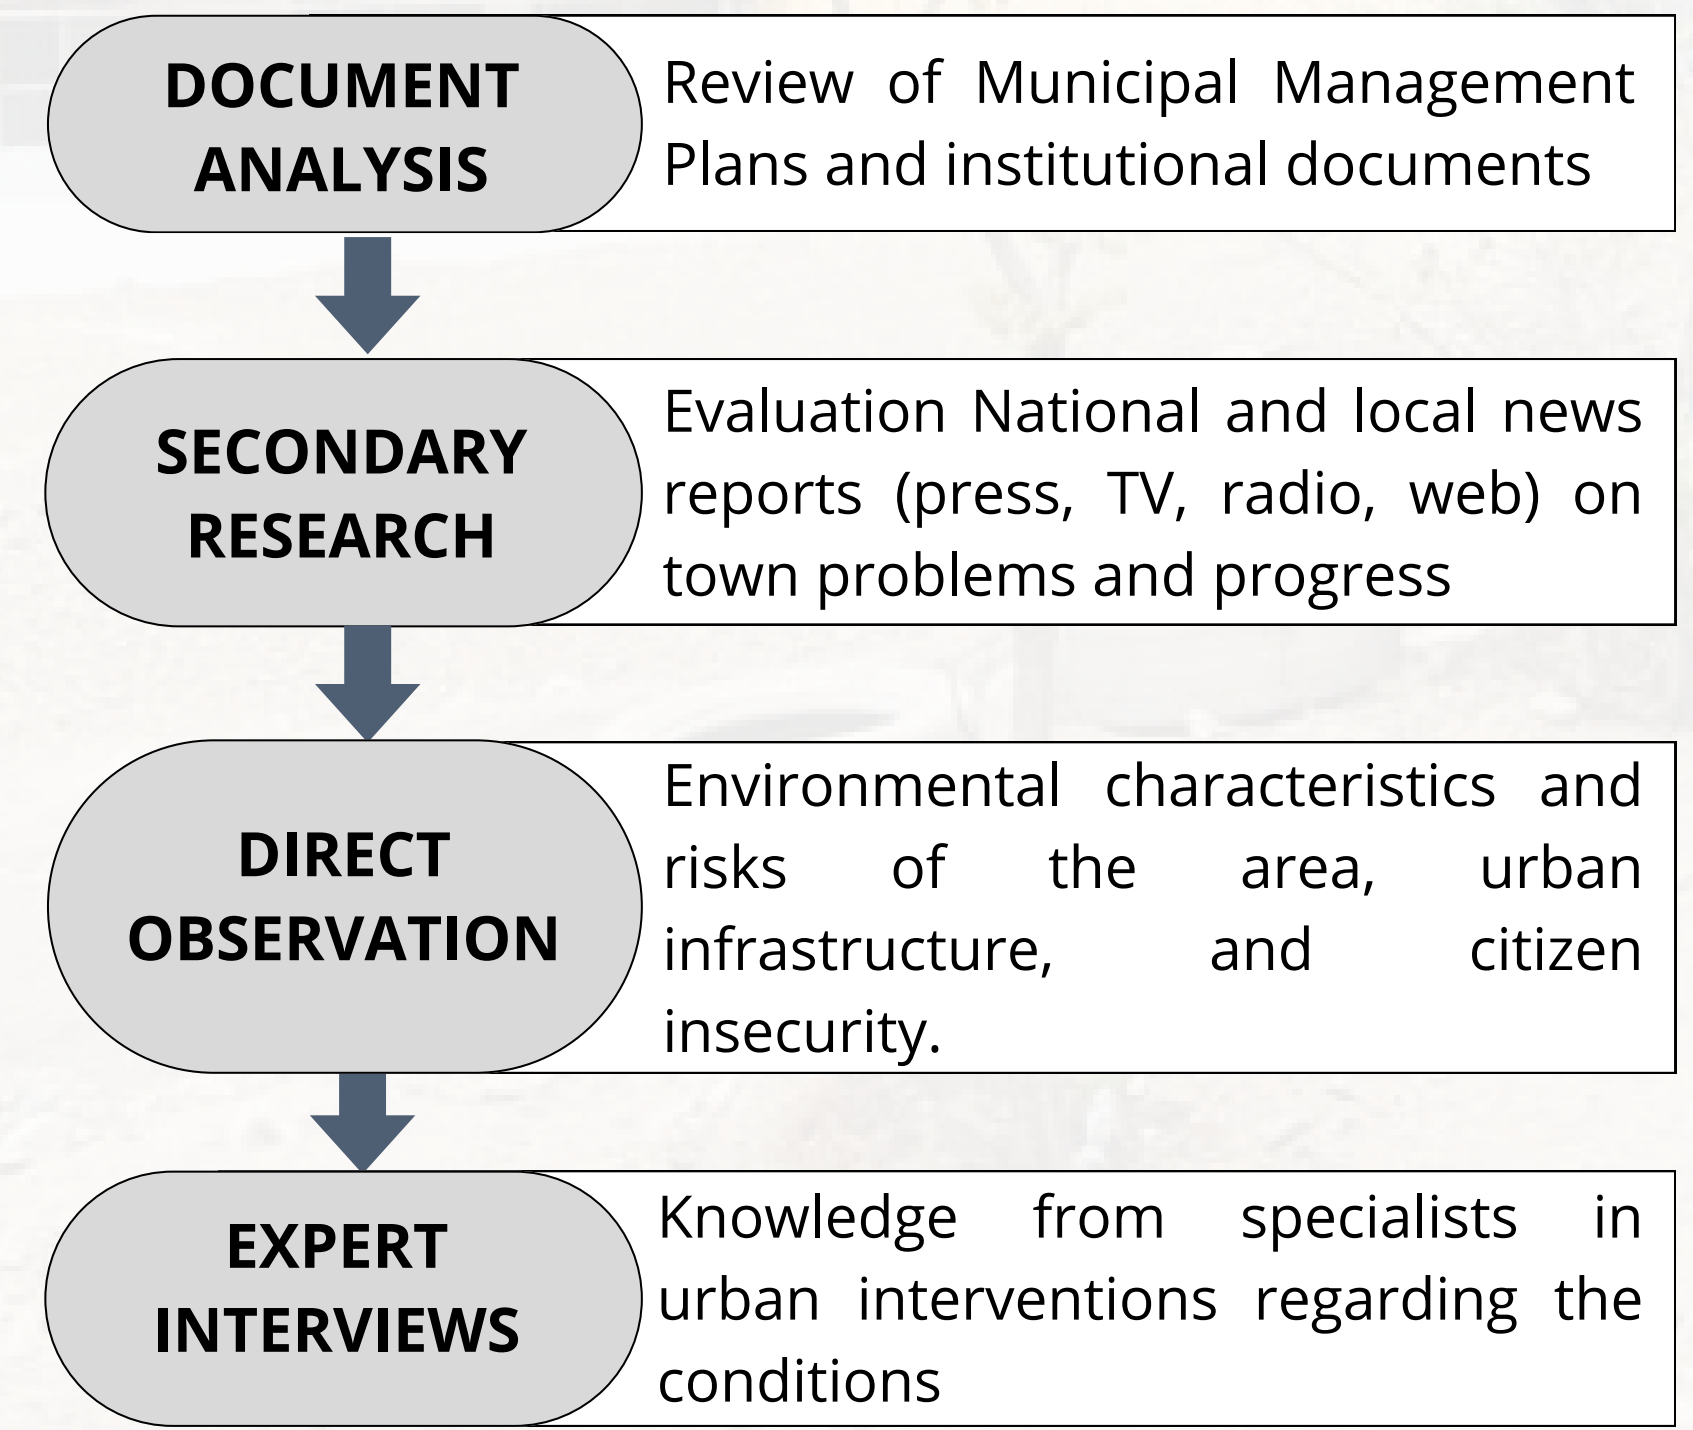 DOCUMENT
ANALYSIS
Review of Municipal Management
Plans and institutional documents
SECONDARY
RESEARCH
Evaluation National and local news
reports (press, TV, radio, web) on
town problems and progress
DIRECT
OBSERVATION
Environmental characteristics and
risks of the area, urban
infrastructure, and citizen
insecurity.
EXPERT
INTERVIEWS
Knowledge from specialists in
urban interventions regarding the
conditions